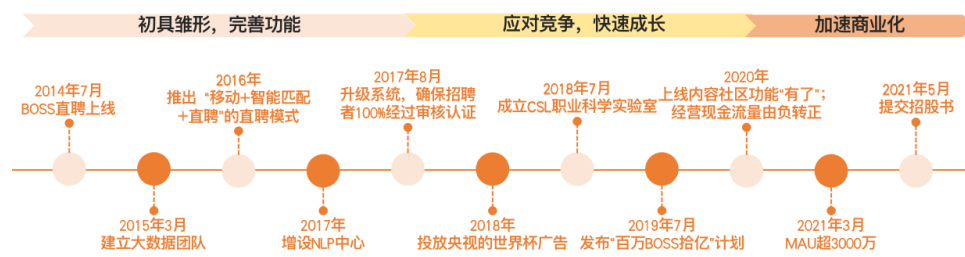 初具雏形，完善功能
应对竞争，快速成长
加速商业化
2014年7月
BOSS直聘上线
2016年
推出“移动+智能匹配
+直聘”的直聘模式
2017年8月
升级系统，确保招聘
者100%经过审核认证
2018年7月
成立CSL职业科学实验室
2020年
上线内容社区功能“有了”；
经营现金流量由负转正
2021年5月
提交招股书
2015年3月
建立大数据团队
2017年
增设NLP中心
2018年
投放央视的世界杯广告
2019年7月
发布“百万BOSS拾亿”计划
2021年3月
MAU超3000万